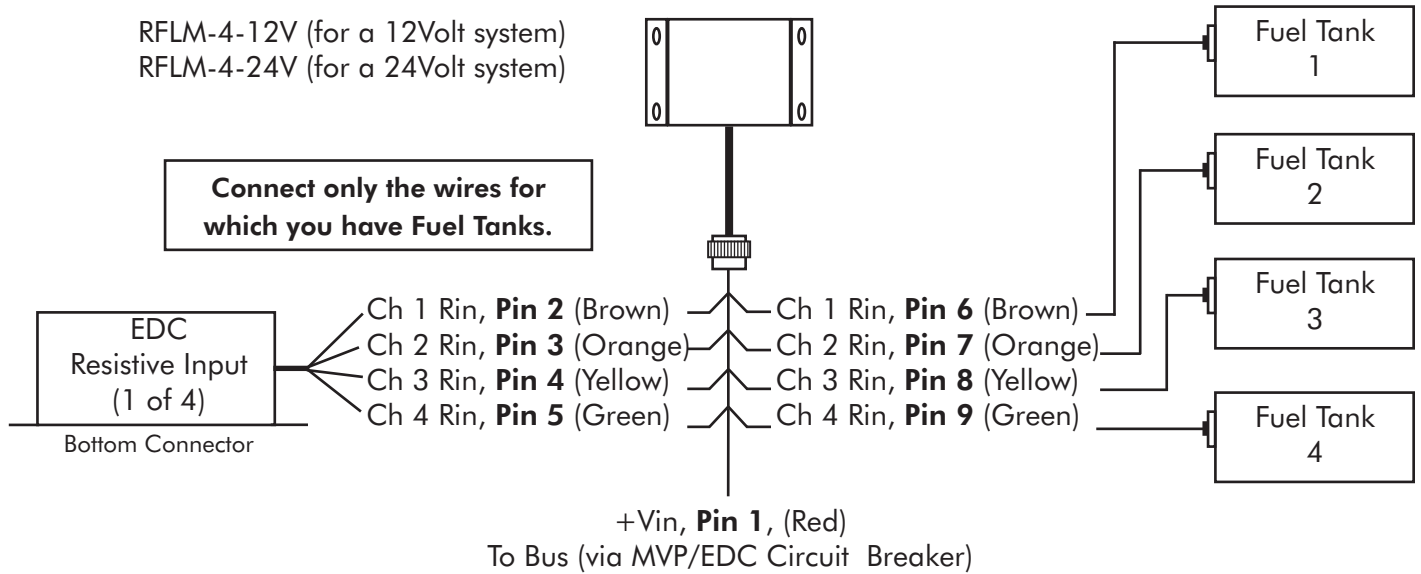 RFLM-4-12V (for a 12Volt system)
RFLM-4-24V (for a 24Volt system)
Connect only the wires for
which you have Fuel Tanks.
EDC
Resistive Input
(1 of 4)
Bottom Connector
Ch 1 Rin, Pin 2 (Brown)
Ch 2 Rin, Pin 3 (Orange)
Ch 3 Rin, Pin 4 (Yellow)
Ch 4 Rin, Pin 5 (Green)
Ch 1 Rin, Pin 6 (Brown)
Ch 2 Rin, Pin 7 (Orange)
Ch 3 Rin, Pin 8 (Yellow)
Ch 4 Rin, Pin 9 (Green)
Fuel Tank
1
Fuel Tank
2
Fuel Tank
3
Fuel Tank
4
+Vin, Pin 1, (Red)
To Bus (via MVP/EDC Circuit Breaker)